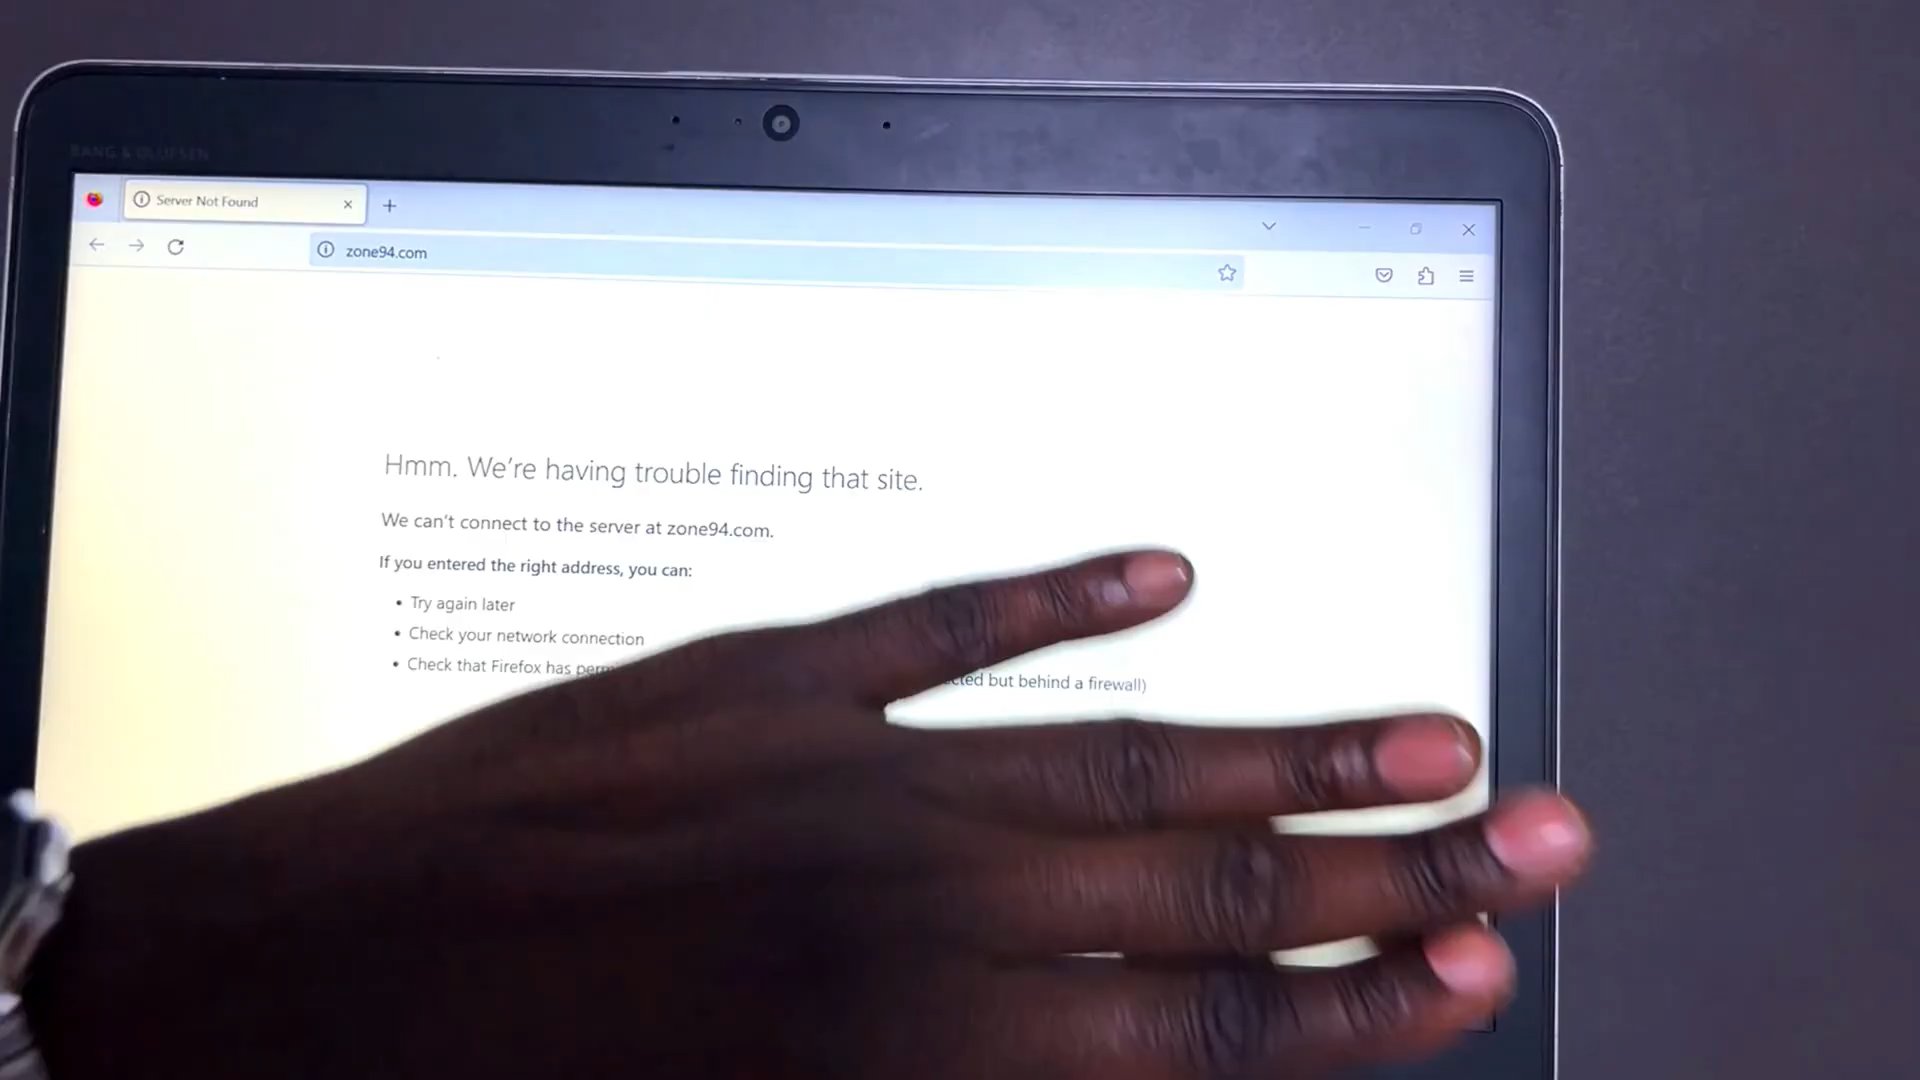 BANG & OLUFSEN
Server Not Found
zone94.com
Hmm. We're having trouble finding that site.
We can't connect to the server at zone94.com.
If you entered the right address, you can:
• Try again later
• Check your network connection
• Check that Firefox has but behind a firewall)